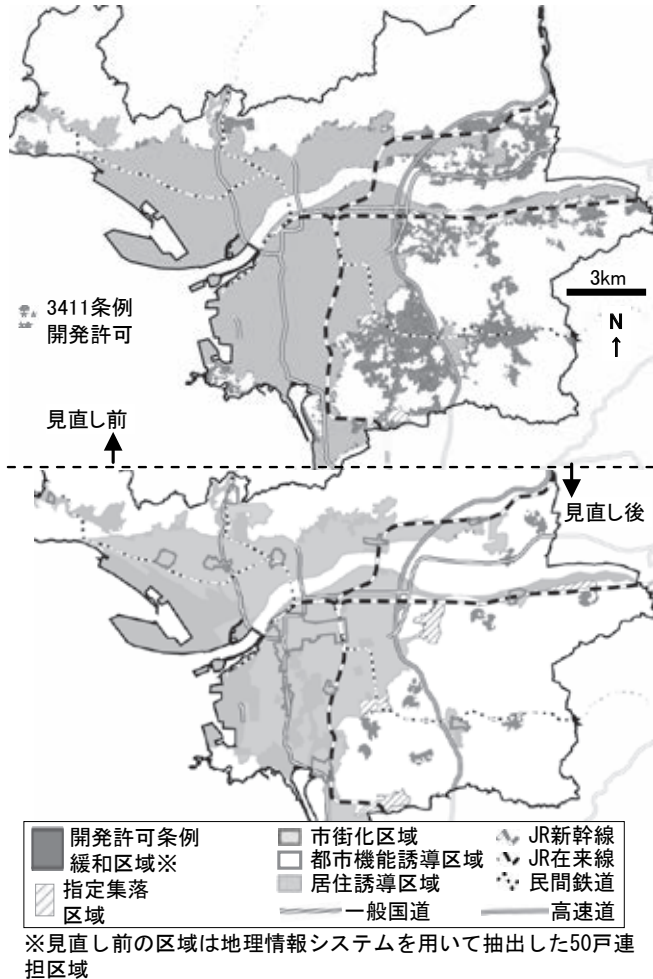 3km
N
↑
3411条例
開発許可
見直し前
見直し後
開発許可条例
緩和区域※
指定集落
区域
市街化区域
都市機能誘導区域
居住誘導区域
一般国道
JR新幹線
JR在来線
民間鉄道
高速道
※見直し前の区域は地理情報システムを用いて抽出した50戸連
担区域